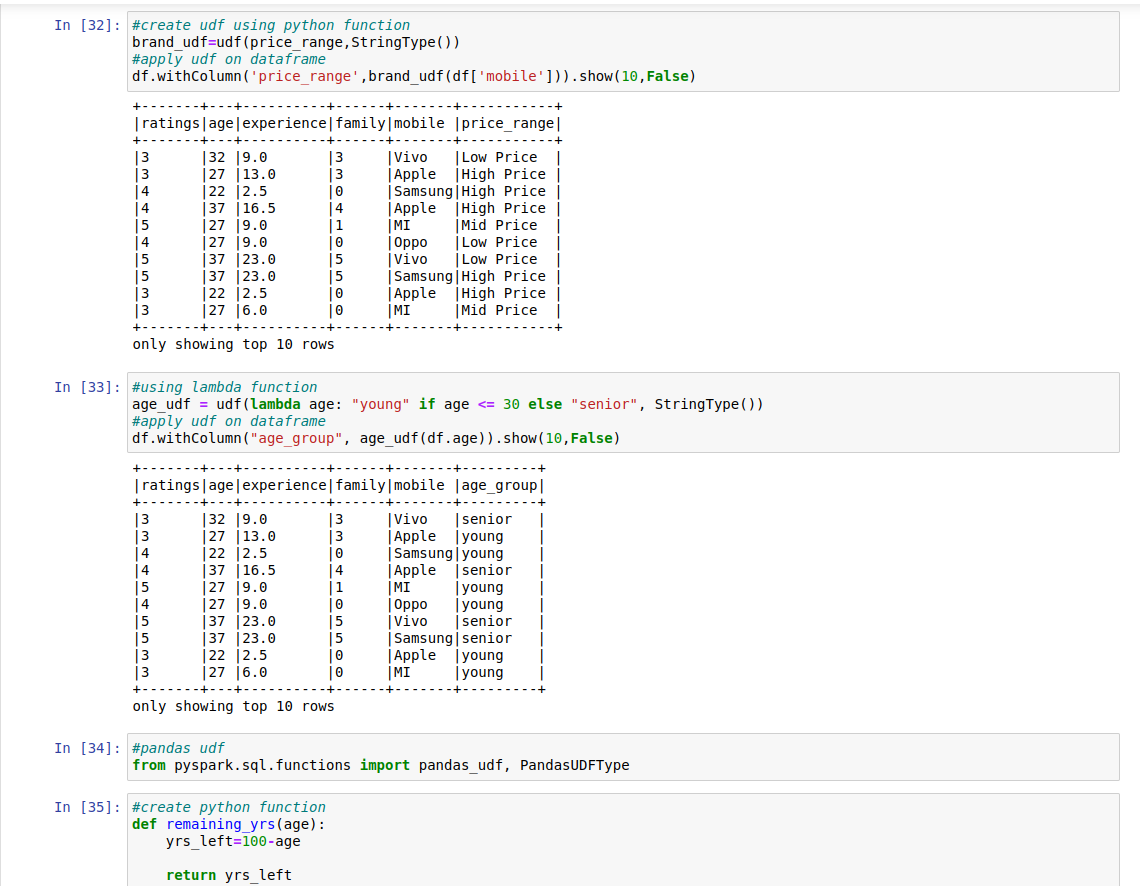 In [32]: #create udf using python function
brand_udf=udf(price_range,StringType())
#apply udf on dataframe
df.withColumn('price_range',brand_udf(df['mobile'])).show(10,False)
+-------+---+----------+------+-------+-----------+
|ratings|age|experience|family|mobile |price_range|
+-------+---+----------+------+-------+-----------+
|3      |32 |9.0       |3     |Vivo   |Low Price  |
|3      |27 |13.0      |3     |Apple  |High Price |
|4      |22 |2.5       |0     |Samsung|High Price |
|4      |37 |16.5      |4     |Apple  |High Price |
|5      |27 |9.0       |1     |MI     |Mid Price  |
|4      |27 |9.0       |0     |Oppo   |Low Price  |
|5      |37 |23.0      |5     |Vivo   |Low Price  |
|5      |37 |23.0      |5     |Samsung|High Price |
|3      |22 |2.5       |0     |Apple  |High Price |
|3      |27 |6.0       |0     |MI     |Mid Price  |
+-------+---+----------+------+-------+-----------+
only showing top 10 rows
In [33]: #using lambda function
age_udf = udf(lambda age: "young" if age <= 30 else "senior", StringType())
#apply udf on dataframe
df.withColumn("age_group", age_udf(df.age)).show(10,False)
+-------+---+----------+------+-------+---------+
|ratings|age|experience|family|mobile |age_group|
+-------+---+----------+------+-------+---------+
|3      |32 |9.0       |3     |Vivo   |senior   |
|3      |27 |13.0      |3     |Apple  |young    |
|4      |22 |2.5       |0     |Samsung|young    |
|4      |37 |16.5      |4     |Apple  |senior   |
|5      |27 |9.0       |1     |MI     |young    |
|4      |27 |9.0       |0     |Oppo   |young    |
|5      |37 |23.0      |5     |Vivo   |senior   |
|5      |37 |23.0      |5     |Samsung|senior   |
|3      |22 |2.5       |0     |Apple  |young    |
|3      |27 |6.0       |0     |MI     |young    |
+-------+---+----------+------+-------+---------+
only showing top 10 rows
In [34]: #pandas udf
from pyspark.sql.functions import pandas_udf, PandasUDFType
In [35]: #create python function
def remaining_yrs(age):
    yrs_left=100-age
    return yrs_left